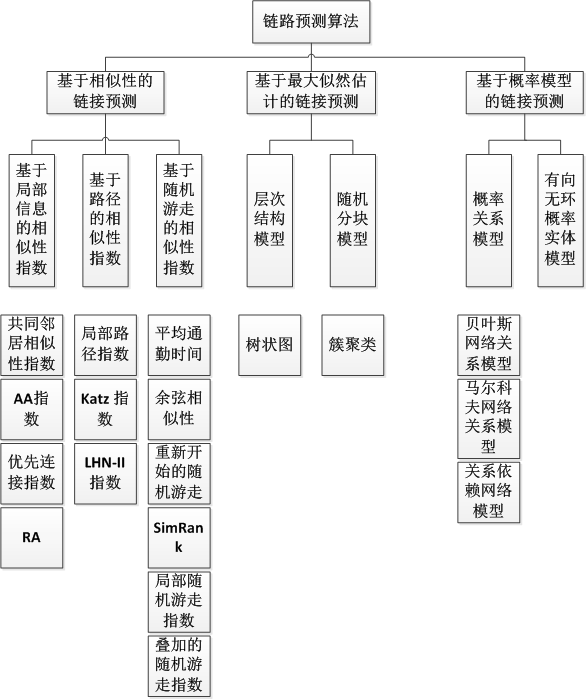 链路预测算法
基于相似性的
链接预测
基于最大似然估
计的链接预测
基于概率模型
的链接预测
基于
局部
信息
的相
似性
指数
基于
路径
的相
似性
指数
基于
随机
游走
的相
似性
指数
层次
结构
模型
随机
分块
模型
概率
关系
模型
有向
无环
概率
实体
模型
共同邻
居相似
性指数
AA指
数
优先连
接指数
RA
局部路
径指数
Katz 指
数
LHN-II
指数
平均通
勤时间
余弦相
似性
重新开
始的随
机游走
SimRan
k
局部随
机游走
指数
叠加的
随机游
走指数
树状图
簇聚类
贝叶斯
网络关
系模型
马尔科
夫网络
关系模
型
关系依
赖网络
模型